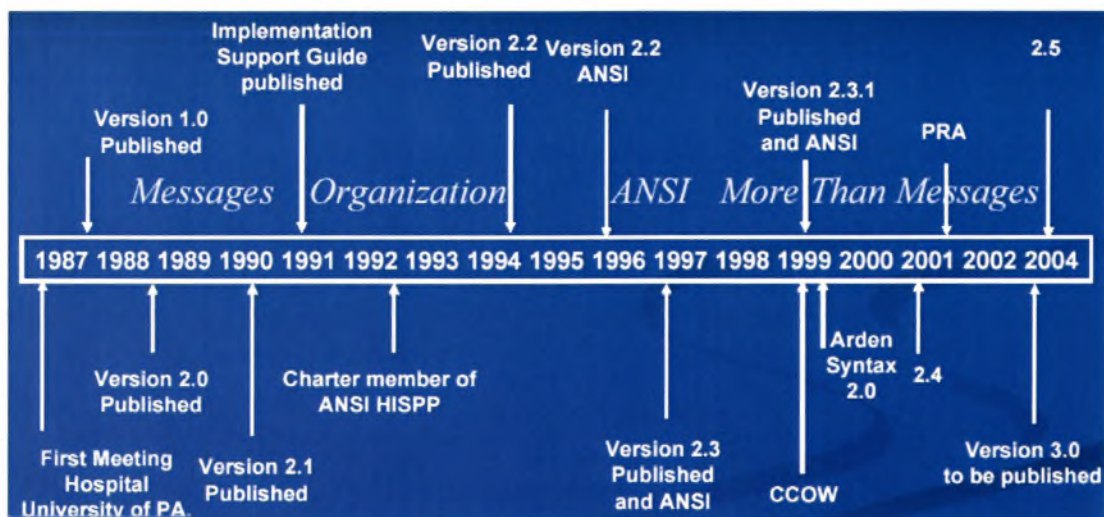 Implementation
Support Guide
published
Version 2.2
Published
Version 2.2
ANSI
2.5
Version 1.0
Published
Version 2.3.1
Published
and ANSI
PRA
Messages Organization ANSI More Than Messages
1987 1988 1989 1990 1991 1992 1993 1994 1995 1996 1997 1998 1999 2000 2001 2002 2004
First Meeting
Hospital
University of PA.
Version 2.0
Published
Version 2.1
Published
Charter member of
ANSI HISPP
Version 2.3
Published
and ANSI
CCOW
Arden
Syntax
2.0
2.4
Version 3.0
to be published